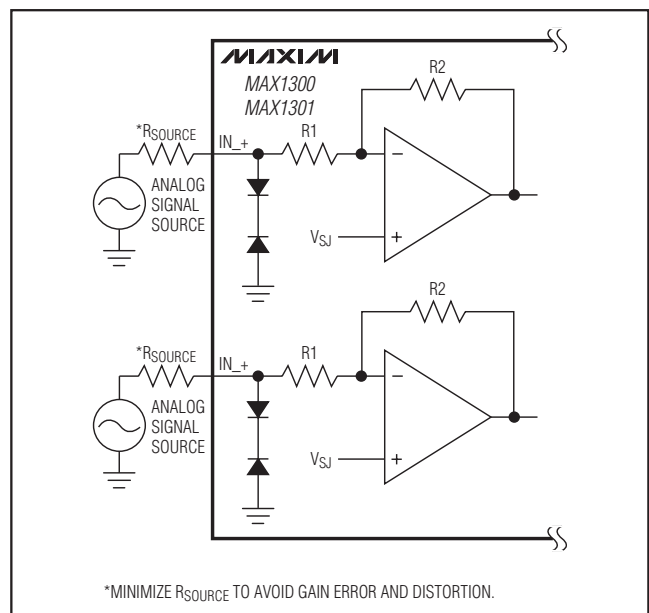 MAXIM
MAX1300
MAX1301
R2
*RSOURCE
IN_+
R1
ANALOG
SIGNAL
SOURCE
−
VSJ
+
R2
*RSOURCE
IN_+
R1
ANALOG
SIGNAL
SOURCE
−
VSJ
+
*MINIMIZE RSOURCE TO AVOID GAIN ERROR AND DISTORTION.